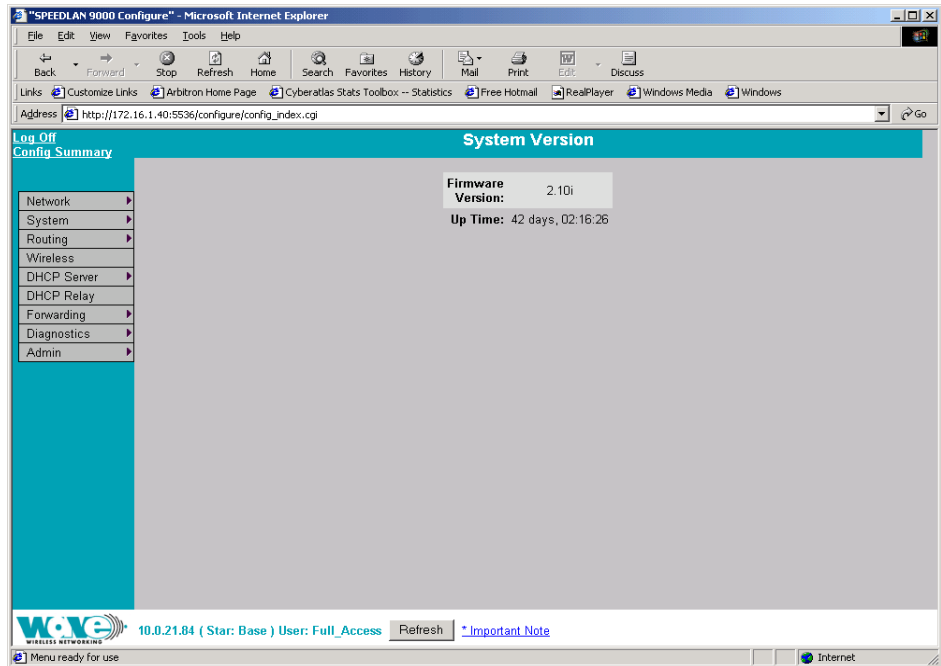 "SPEEDLAN 9000 Configure" - Microsoft Internet Explorer
File Edit View Favorites Tools Help
Back Forward Stop Refresh Home Search Favorites History Mail Print Edit Discuss
Links Customize Links Arbitron Home Page Cyberatlas Stats Toolbox -- Statistics Free Hotmail RealPlayer Windows Media Windows
Address http://172.16.1.40:5536/configure/config_index.cgi Go
Log Off
Config Summary
System Version
Firmware Version: 2.10i
Up Time: 42 days, 02:16:26
Network
System
Routing
Wireless
DHCP Server
DHCP Relay
Forwarding
Diagnostics
Admin
WAVE
WIRELESS NETWORKING
10.0.21.84 ( Star: Base ) User: Full_Access Refresh * Important Note
Menu ready for use Internet